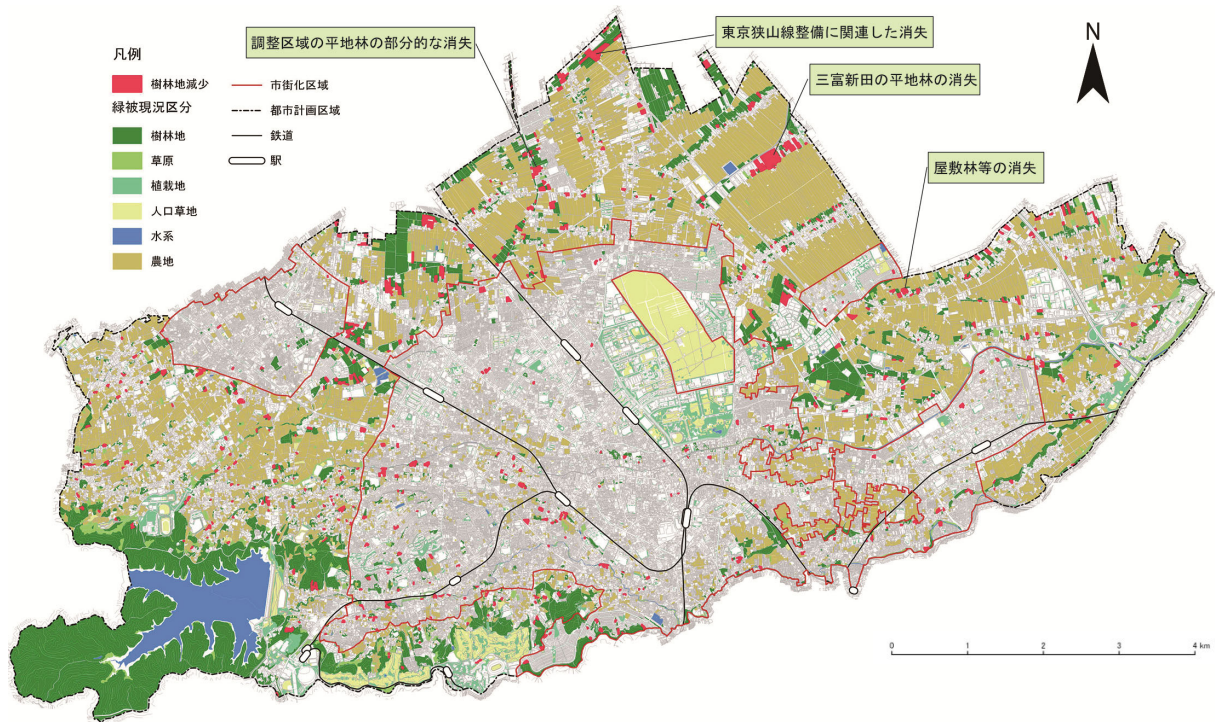 調整区域の平地林の部分的な消失
東京狭山線整備に関連した消失
三富新田の平地林の消失
屋敷林等の消失
N
凡例
樹林地減少
市街化区域
緑被現況区分
都市計画区域
樹林地
鉄道
草原
駅
植栽地
人口草地
水系
農地
0 1 2 3 4 km